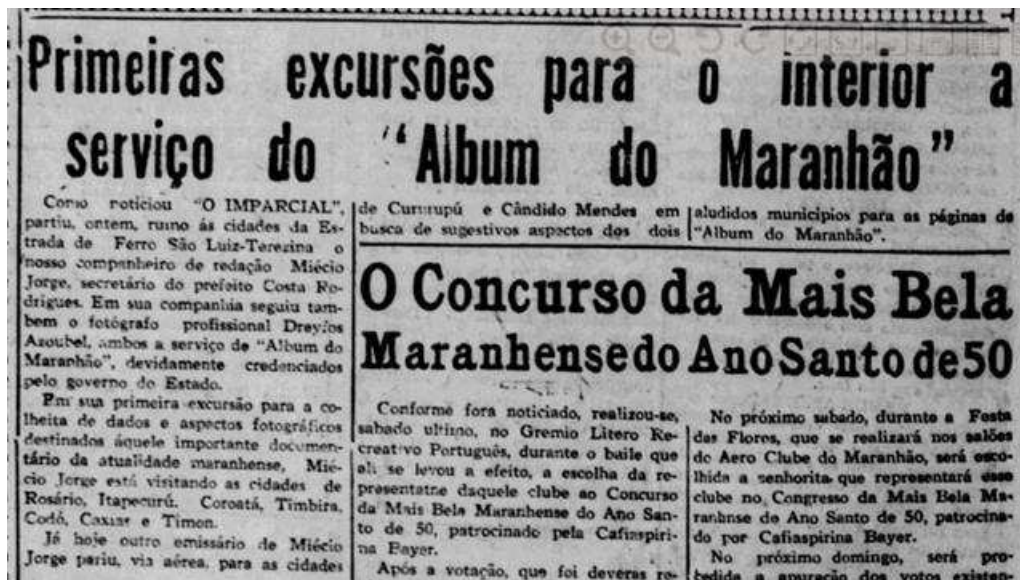 Primeiras excursões para o interior a
serviço do "Album do Maranhão"
Como noticiou "O IMPARCIAL",
partiu, ontem, rumo ás cidades da Es-
trada de Ferro São Luiz-Terezina o
nosso companheiro de redação Miécio
Jorge, secretário do prefeito Costa Ro-
drigues. Em sua companhia seguiu tam-
bem o fotógrafo profissional Dreyfos
Azoubel, ambos a serviço de "Album do
Maranhão", devidamente credenciados
pelo governo do Estado.
Em sua primeira excursão para a co-
lheita de dados e aspectos fotográficos
destinados áquele importante documen-
tário da atualidade maranhense, Mié-
cio Jorge está visitando as cidades de
Rosário, Itapecurú. Coroatá, Timbira,
Codó, Caxias e Timon.
Já hoje outro emissário de Miécio
Jorge pariu, via aérea, para as cidades
de Cururupú e Cândido Mendes em
busca de sugestivos aspectos dos dois
aludidos municipios para as páginas de
"Album do Maranhão".
O Concurso da Mais Bela
Maranhense do Ano Santo de 50
Conforme fora noticiado, realizou-se,
sabado ultimo, no Gremio Litero Re-
creativo Português, durante o baile que
ali se levou a efeito, a escolha da re-
presentatne daquele clube ao Concurso
da Mais Bela Maranhense do Ano San-
to de 50, patrocinado pela Cafiaspiri-
na Bayer.
Após a votação, que foi deveras re-
No próximo sabado, durante a Festa
das Flores, que se realizará nos salões
do Aero Clube do Maranhão, será esco-
lhida a senhorita que representará esse
clube no Congresso da Mais Bela Ma-
ranhnse do Ano Santo de 50, patrocina-
do por Cafiaspirina Bayer.
No próximo domingo, será pro-
cedida a apuração dos votos